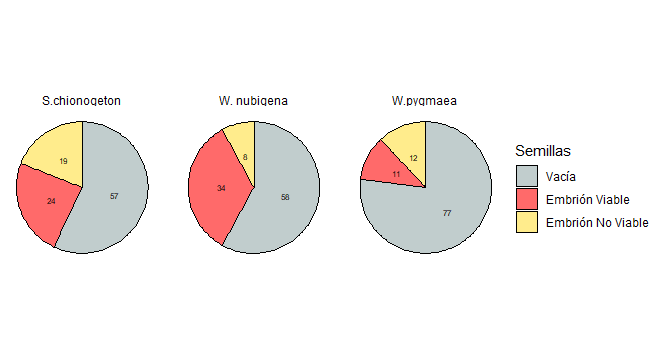 S.chionogeton
W. nubigena
W.pygmaea
19
24
57
8
34
58
12
11
77
Semillas
Vacía
Embrión Viable
Embrión No Viable